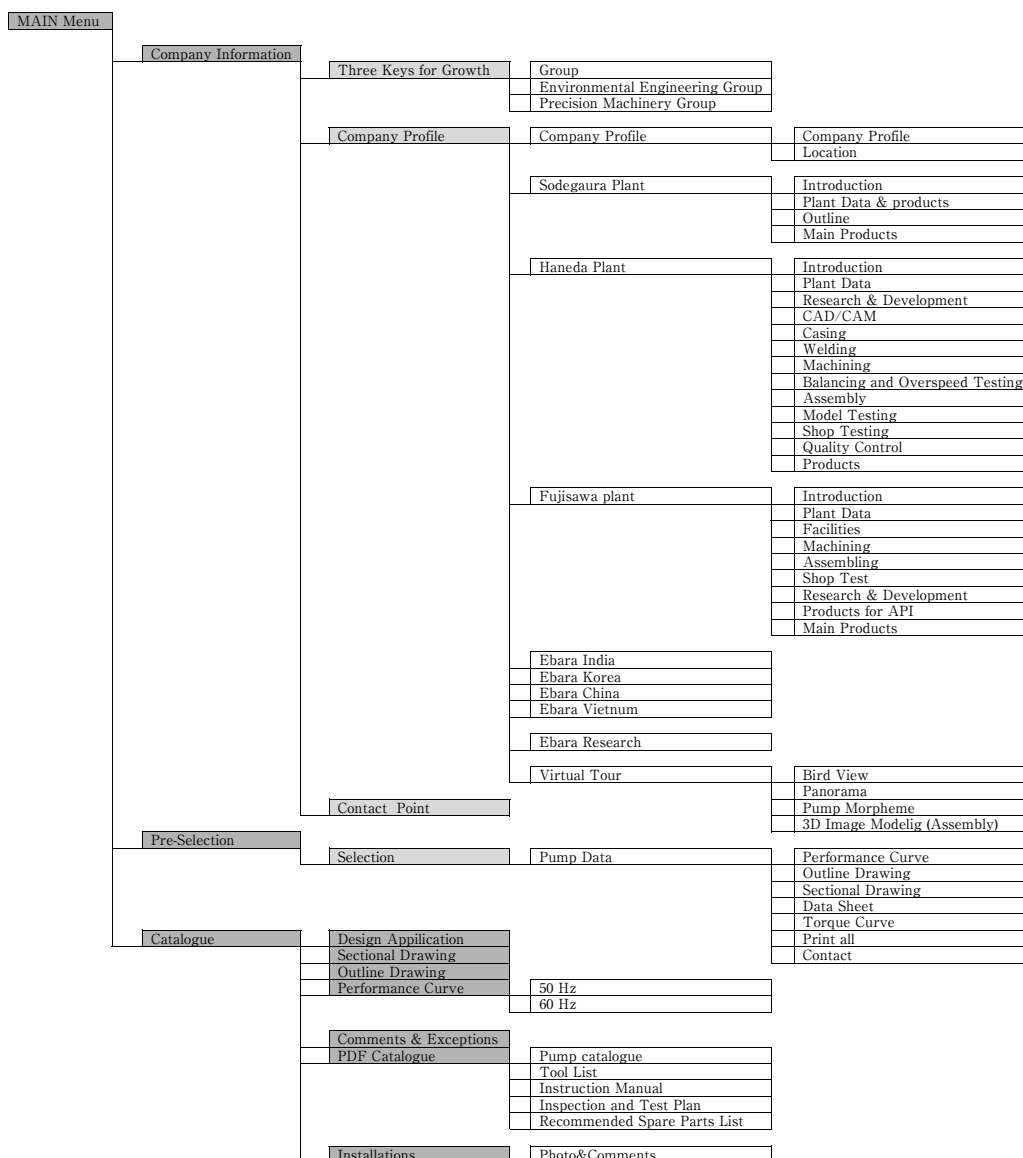 MAIN Menu
Company Information
Three Keys for Growth
Group
Environmental Engineering Group
Precision Machinery Group
Company Profile
Company Profile
Company Profile
Location
Sodegaura Plant
Introduction
Plant Data & products
Outline
Main Products
Haneda Plant
Introduction
Plant Data
Research & Development
CAD/CAM
Casing
Welding
Machining
Balancing and Overspeed Testing
Assembly
Model Testing
Shop Testing
Quality Control
Products
Fujisawa plant
Introduction
Plant Data
Facilities
Machining
Assembling
Shop Test
Research & Development
Products for API
Main Products
Ebara India
Ebara Korea
Ebara China
Ebara Vietnum
Ebara Research
Virtual Tour
Bird View
Panorama
Pump Morpheme
3D Image Modelig (Assembly)
Contact Point
Pre-Selection
Selection
Pump Data
Performance Curve
Outline Drawing
Sectional Drawing
Data Sheet
Torque Curve
Print all
Contact
Catalogue
Design Appilication
Sectional Drawing
Outline Drawing
Performance Curve
50 Hz
60 Hz
Comments & Exceptions
PDF Catalogue
Pump catalogue
Tool List
Instruction Manual
Inspection and Test Plan
Recommended Spare Parts List
Installations
Photo&Comments